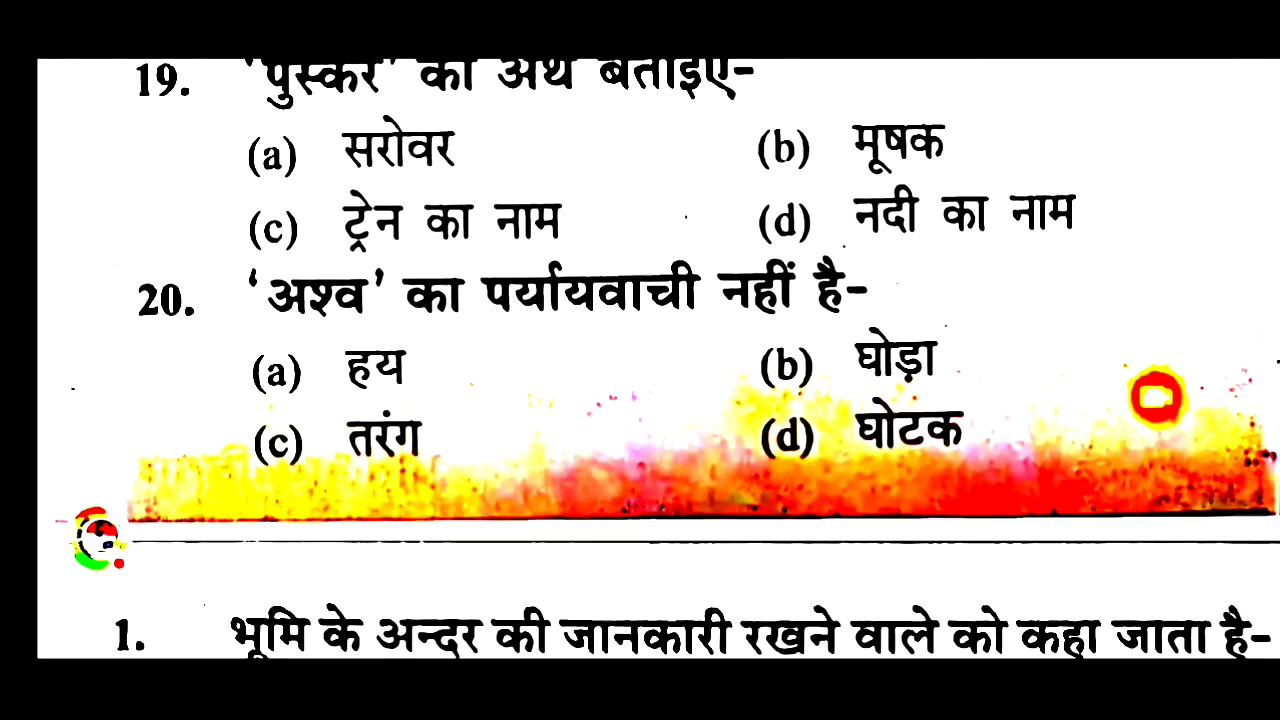 19. 'पुस्कर' का अर्थ बताइए-
(a) सरोवर (b) मूषक
(c) ट्रेन का नाम (d) नदी का नाम
20. 'अश्व' का पर्यायवाची नहीं है-
(a) हय (b) घोड़ा
(c) तरंग (d) घोटक
1. भूमि के अन्दर की जानकारी रखने वाले को कहा जाता है-